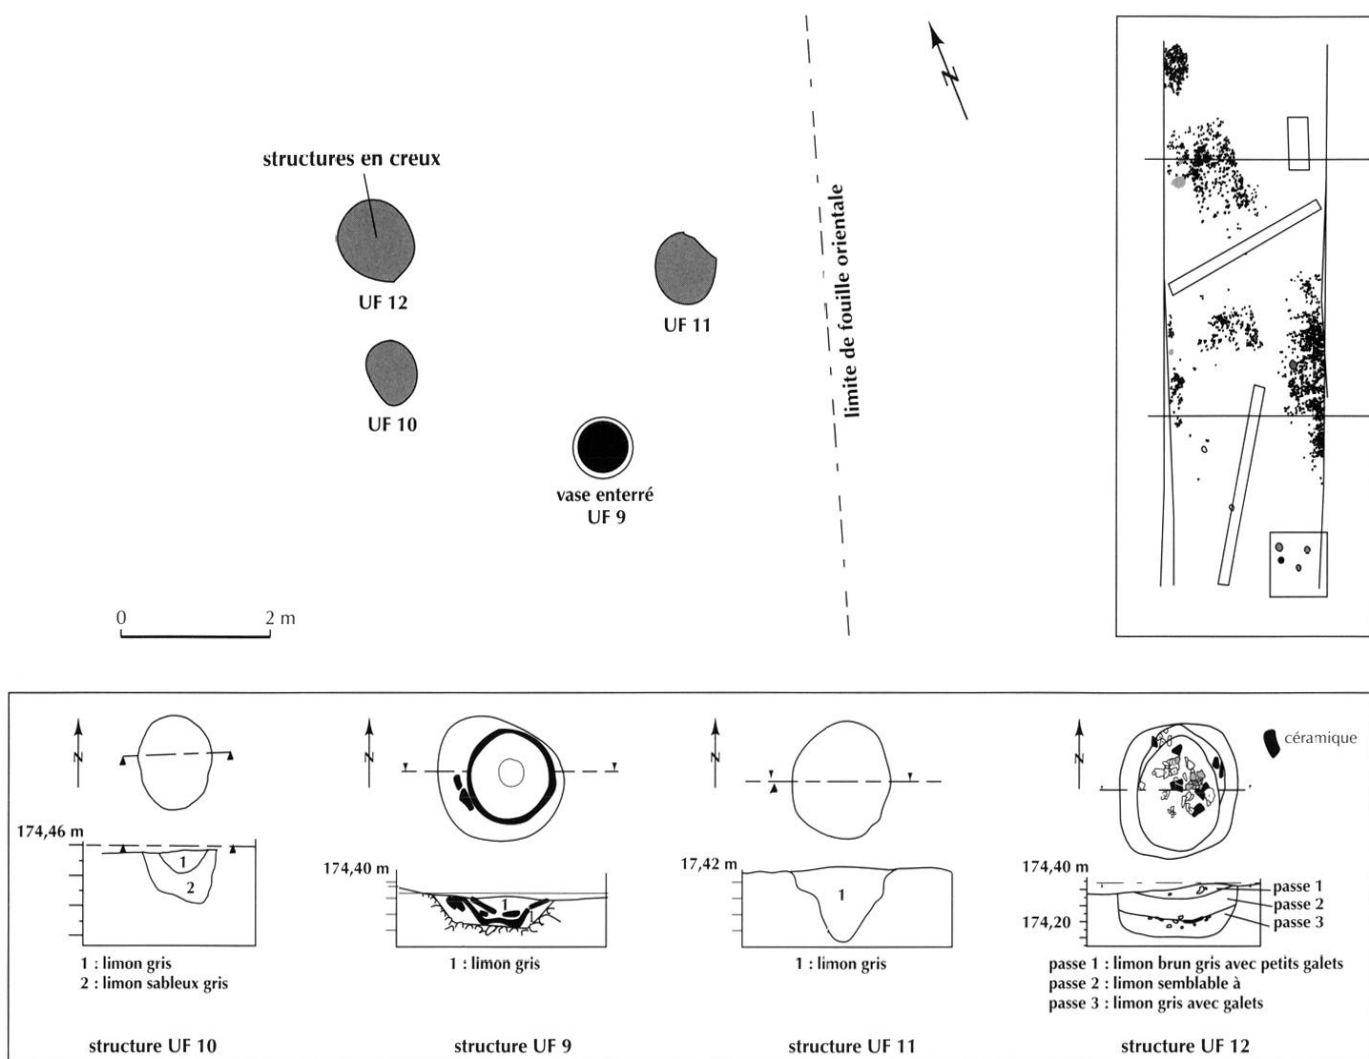 N
structures en creux
UF 12
UF 11
UF 10
vase enterré
UF 9
limite de fouille orientale
0 2 m
N
174,46 m
1
2
1 : limon gris
2 : limon sableux gris
structure UF 10
N
174,40 m
1
1 : limon gris
structure UF 9
N
17,42 m
1
1 : limon gris
structure UF 11
N
céramique
174,40 m
174,20
passe 1
passe 2
passe 3
passe 1 : limon brun gris avec petits galets
passe 2 : limon semblable à
passe 3 : limon gris avec galets
structure UF 12